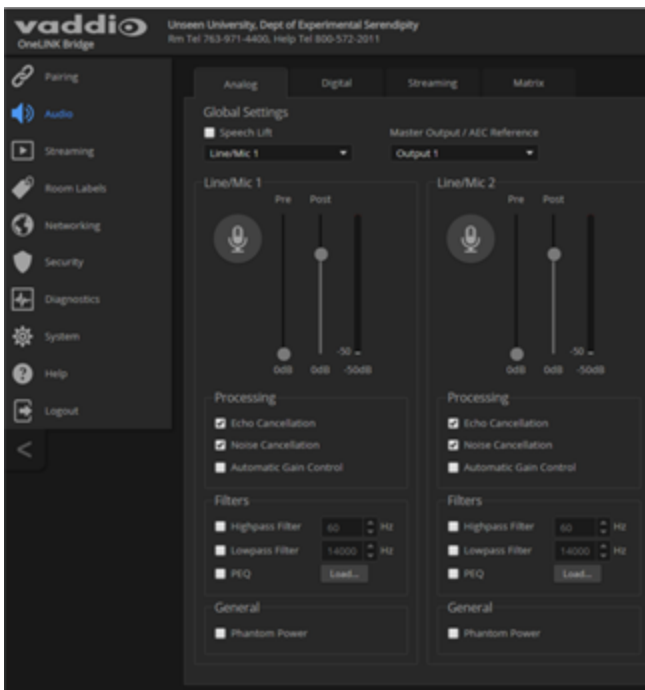 vaddio
OneLINK Bridge
Unseen University, Dept of Experimental Serendipity
Rm Tel 763-971-4400, Help Tel 800-572-2011
Pairing
Audio
Streaming
Room Labels
Networking
Security
Diagnostics
System
Help
Logout
<
Analog Digital Streaming Matrix
Global Settings
Speech Lift Master Output / AEC Reference
Line/Mic 1 Output 1
Line/Mic 1
Pre Post
-50
0dB 0dB -50dB
Processing
Echo Cancellation
Noise Cancellation
Automatic Gain Control
Filters
Highpass Filter 60 Hz
Lowpass Filter 14000 Hz
PEQ Load...
General
Phantom Power
Line/Mic 2
Pre Post
-50
0dB 0dB -50dB
Processing
Echo Cancellation
Noise Cancellation
Automatic Gain Control
Filters
Highpass Filter 60 Hz
Lowpass Filter 14000 Hz
PEQ Load...
General
Phantom Power